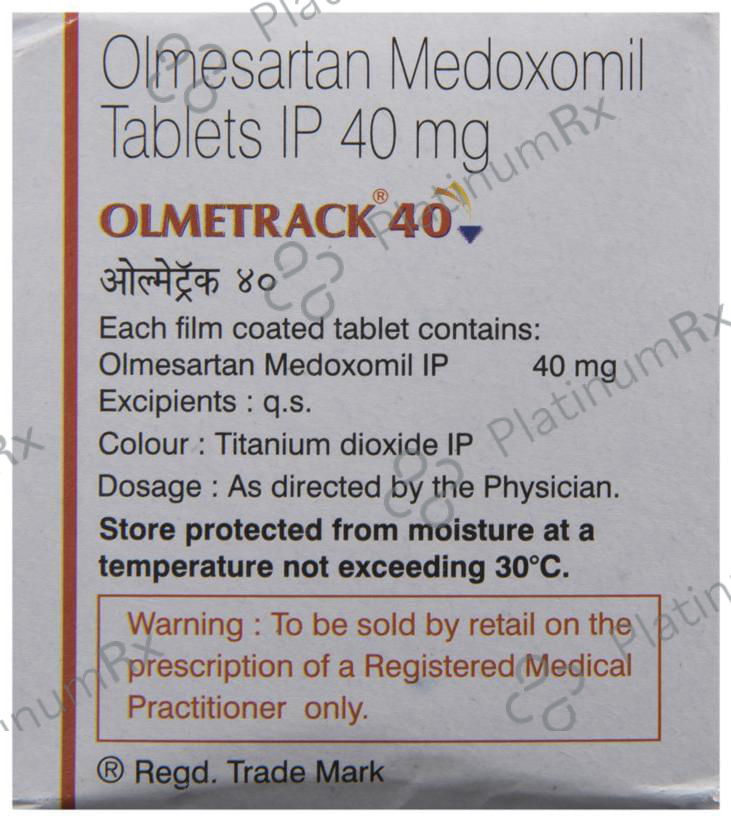 Olmesartan Medoxomil
Tablets IP 40 mg
OLMETRACK® 40
ओल्मेट्रॅक ४०
Each film coated tablet contains:
Olmesartan Medoxomil IP 40 mg
Excipients : q.s.
Colour : Titanium dioxide IP
Dosage : As directed by the Physician.
Store protected from moisture at a
temperature not exceeding 30°C.
Warning : To be sold by retail on the
prescription of a Registered Medical
Practitioner only.
® Regd. Trade Mark
PlatinumRx
PlatinumRx